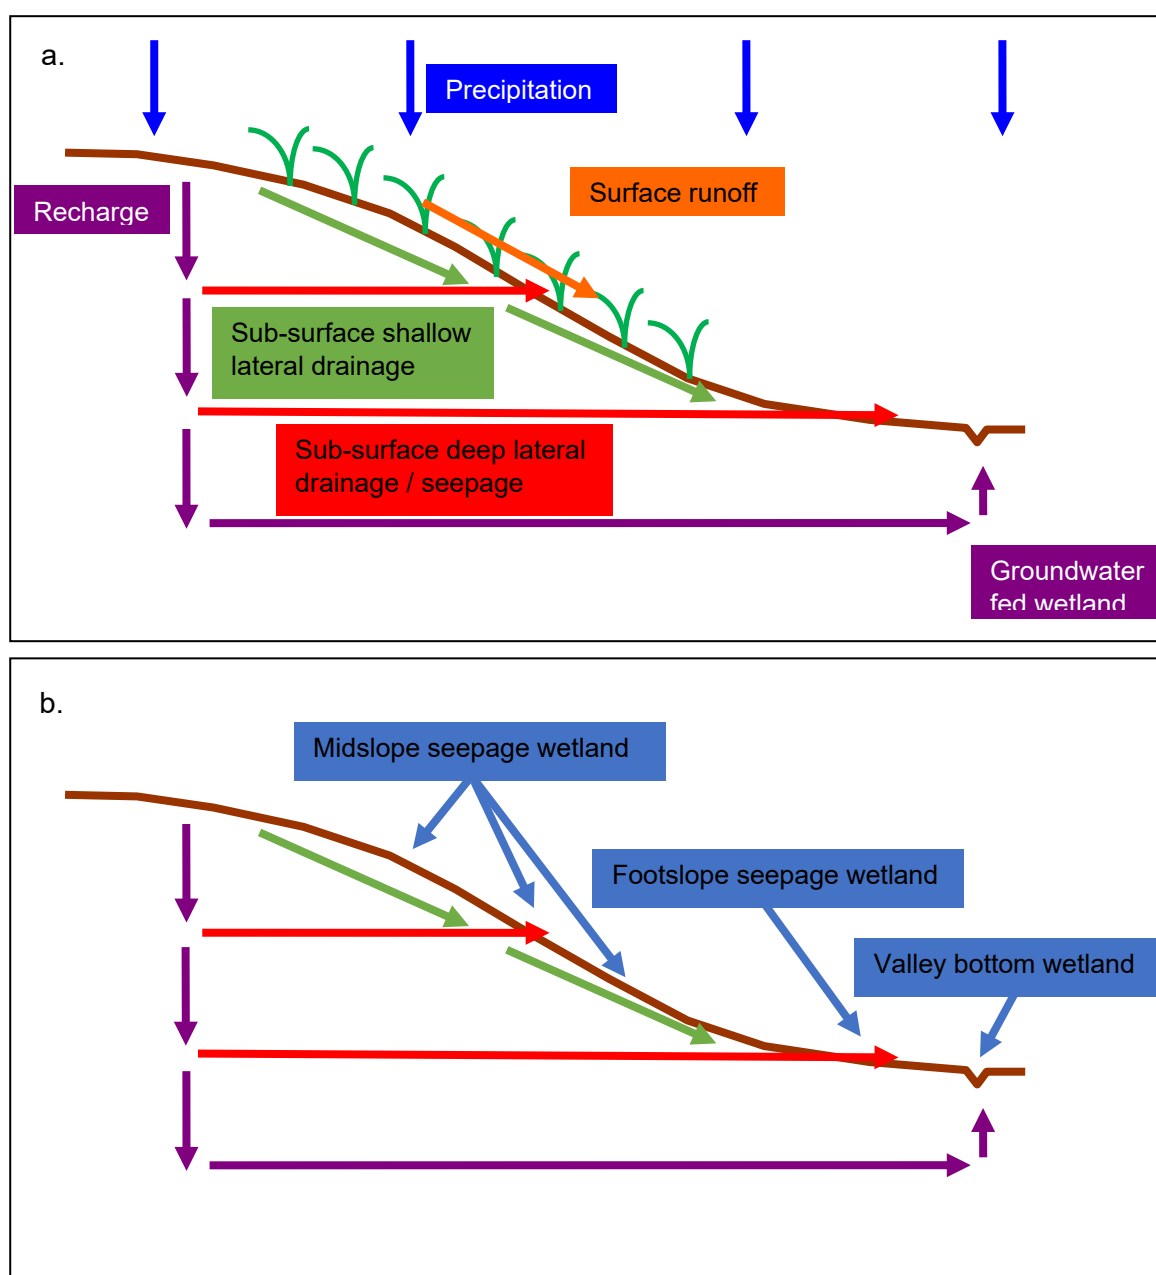 a.
Precipitation
Surface runoff
Recharge
Sub-surface shallow
lateral drainage
Sub-surface deep lateral
drainage / seepage
Groundwater
fed wetland
b.
Midslope seepage wetland
Footslope seepage wetland
Valley bottom wetland